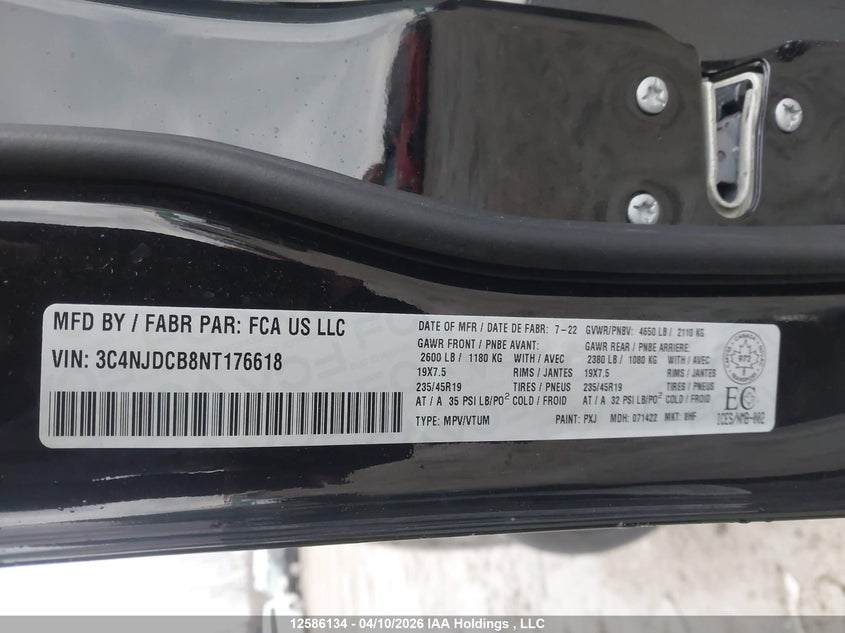 MFD BY / FABR PAR: FCA US LLC
VIN: 3C4NJDCB8NT176618
DATE OF MFR / DATE DE FABR: 7-22 GVWR/PNBV: 4650 LB / 2110 KG
GAWR FRONT / PNBE AVANT: GAWR REAR / PNBE ARRIERE:
2600 LB / 1180 KG WITH / AVEC 2380 LB / 1080 KG WITH / AVEC
19X7.5 RIMS / JANTES 19X7.5 RIMS / JANTES
235/45R19 TIRES / PNEUS 235/45R19 TIRES / PNEUS
AT / A 35 PSI LB/PO² COLD / FROID AT / A 32 PSI LB/PO² COLD / FROID
TYPE: MPV/VTUM PAINT: PXJ MDH: 071422 MKT: 8HF
CANADA
972
EC
ICES/NMB-002
12586134 - 04/10/2026 IAA Holdings , LLC